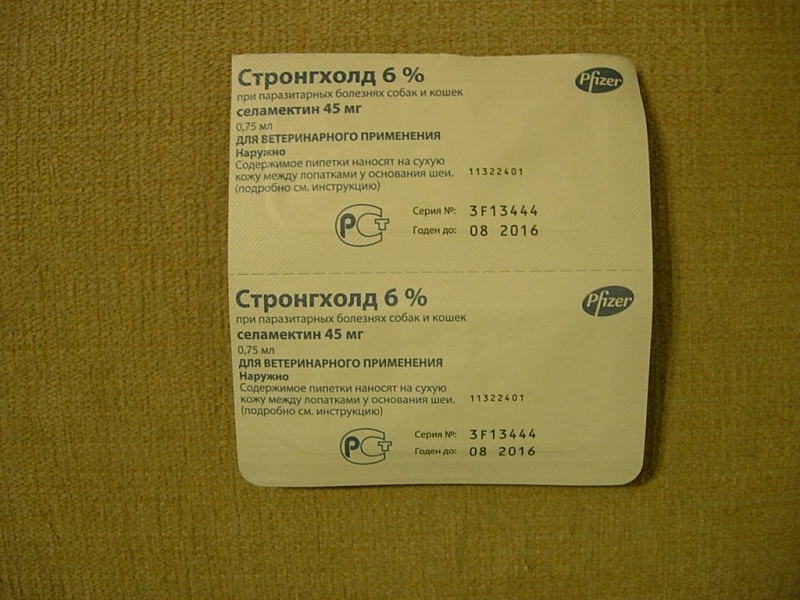 Стронгхолд 6 %
Pfizer
при паразитарных болезнях собак и кошек
селамектин 45 мг
0,75 мл
ДЛЯ ВЕТЕРИНАРНОГО ПРИМЕНЕНИЯ
Наружно
Содержимое пипетки наносят на сухую
кожу между лопатками у основания шеи. 11322401
(подробно см. инструкцию)
РСТ
Серия №: 3F13444
Годен до: 08 2016
Стронгхолд 6 %
Pfizer
при паразитарных болезнях собак и кошек
селамектин 45 мг
0,75 мл
ДЛЯ ВЕТЕРИНАРНОГО ПРИМЕНЕНИЯ
Наружно
Содержимое пипетки наносят на сухую
кожу между лопатками у основания шеи. 11322401
(подробно см. инструкцию)
РСТ
Серия №: 3F13444
Годен до: 08 2016